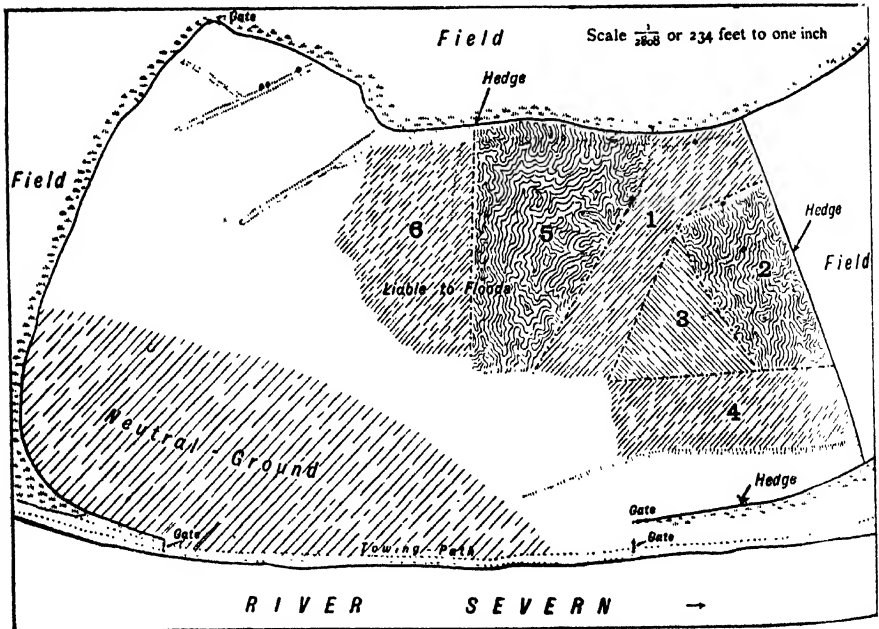 Gate
Field
Scale 1/2808 or 234 feet to one inch
Hedge
Field
1
6
5
Hedge
2
Field
Liable to Floods
3
4
Neutral-Ground
Hedge
Gate
Gate
Gate
Towing-Path
RIVER SEVERN →